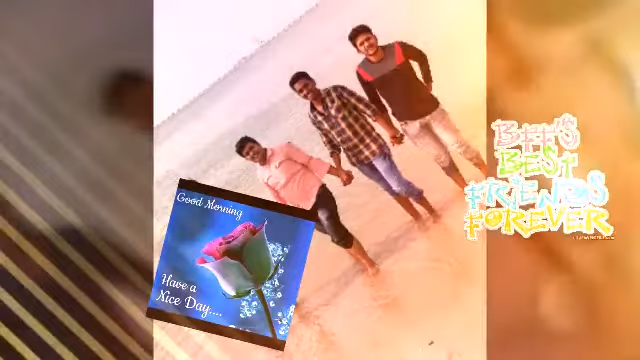 Good Morning
Have a
Nice Day....
BFF'S
BEST
FRIENDS
FOREVER